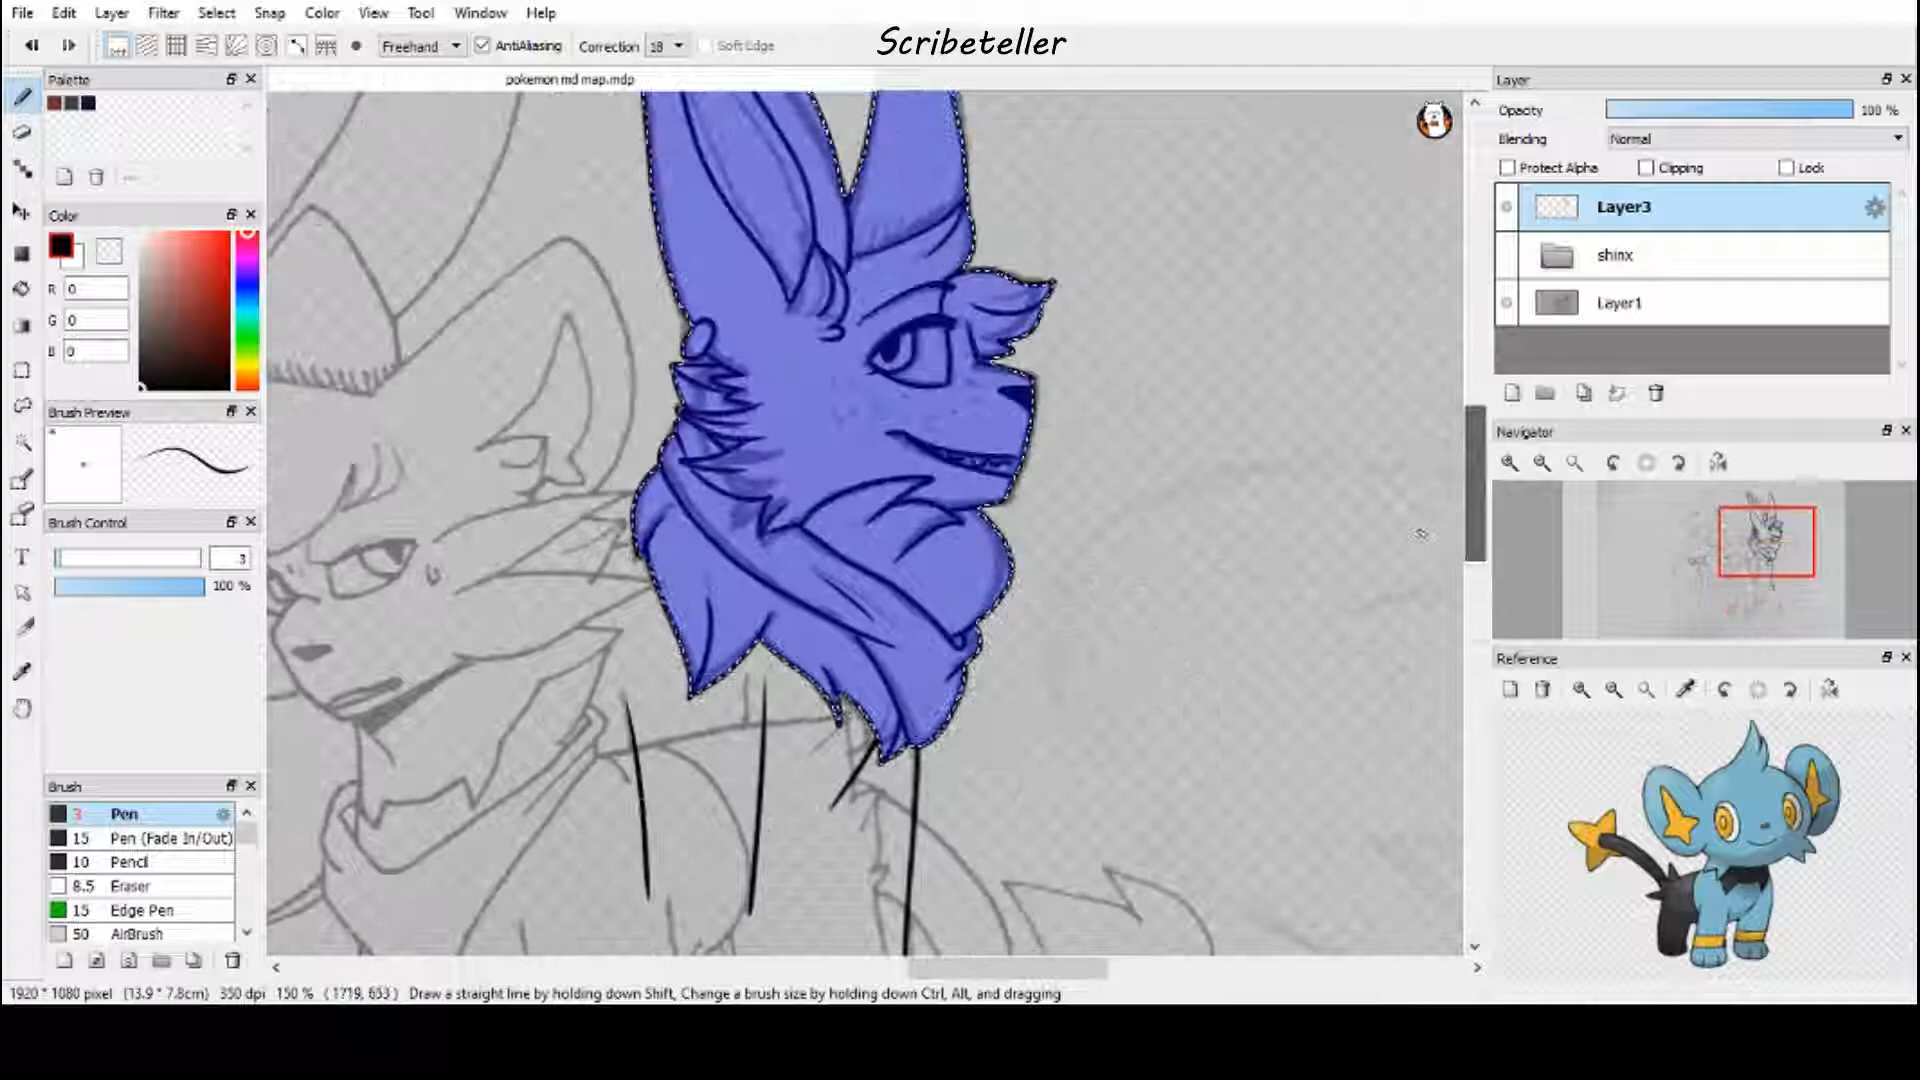 File Edit Layer Filter Select Snap Color View Tool Window Help
Scribeteller
Freehand AntiAliasing Correction 18 Soft Edge
Palette
pokemon md map.mdp
Layer
Opacity 100 %
Blending Normal
Protect Alpha Clipping Lock
Layer3
shinx
Layer1
Color
R 0
G 0
B 0
Brush Preview
Navigator
Brush Control
3
100 %
Reference
Brush
3 Pen
15 Pen (Fade In/Out)
10 Pencil
8.5 Eraser
15 Edge Pen
50 AirBrush
1920 * 1080 pixel (13.9 * 7.8cm) 350 dpi 150 % ( 1719, 653 ) Draw a straight line by holding down Shift, Change a brush size by holding down Ctrl, Alt, and dragging